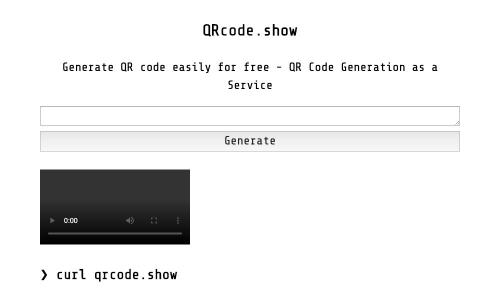 QRcode.show
Generate QR code easily for free - QR Code Generation as a
Service
Generate
0:00
❯ curl qrcode.show